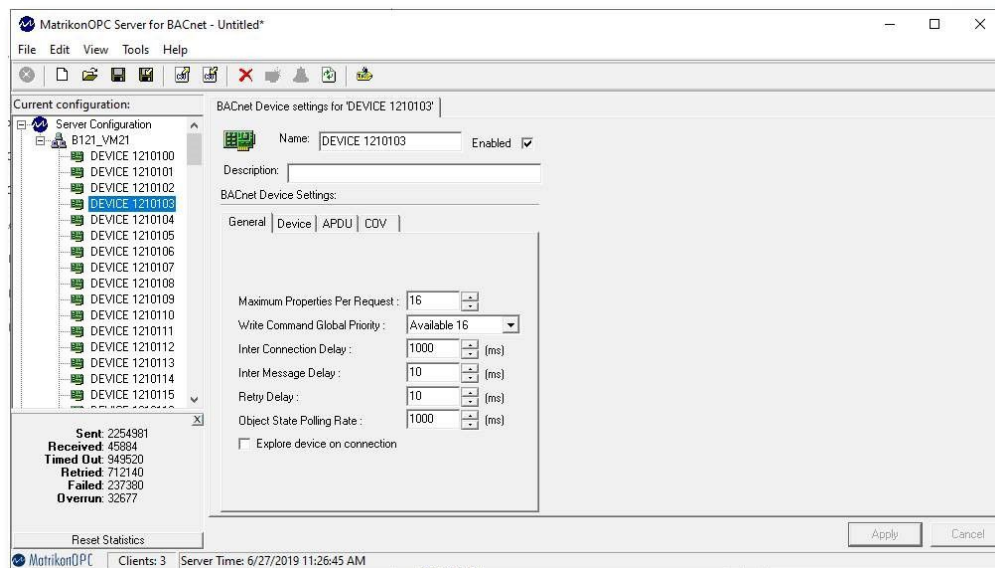 MatrikonOPC Server for BACnet - Untitled*
File Edit View Tools Help
Current configuration:
Server Configuration
B121_VM21
DEVICE 1210100
DEVICE 1210101
DEVICE 1210102
DEVICE 1210103
DEVICE 1210104
DEVICE 1210105
DEVICE 1210106
DEVICE 1210107
DEVICE 1210108
DEVICE 1210109
DEVICE 1210110
DEVICE 1210111
DEVICE 1210112
DEVICE 1210113
DEVICE 1210114
DEVICE 1210115
X
Sent: 2254981
Received: 45884
Timed Out: 949520
Retried: 712140
Failed: 237380
Overrun: 32677
Reset Statistics
BACnet Device settings for 'DEVICE 1210103'
Name: DEVICE 1210103 Enabled
Description:
BACnet Device Settings:
General Device APDU COV
Maximum Properties Per Request : 16
Write Command Global Priority : Available 16
Inter Connection Delay : 1000 (ms)
Inter Message Delay : 10 (ms)
Retry Delay : 10 (ms)
Object State Polling Rate : 1000 (ms)
Explore device on connection
Apply Cancel
MatrikonOPC Clients: 3 Server Time: 6/27/2019 11:26:45 AM